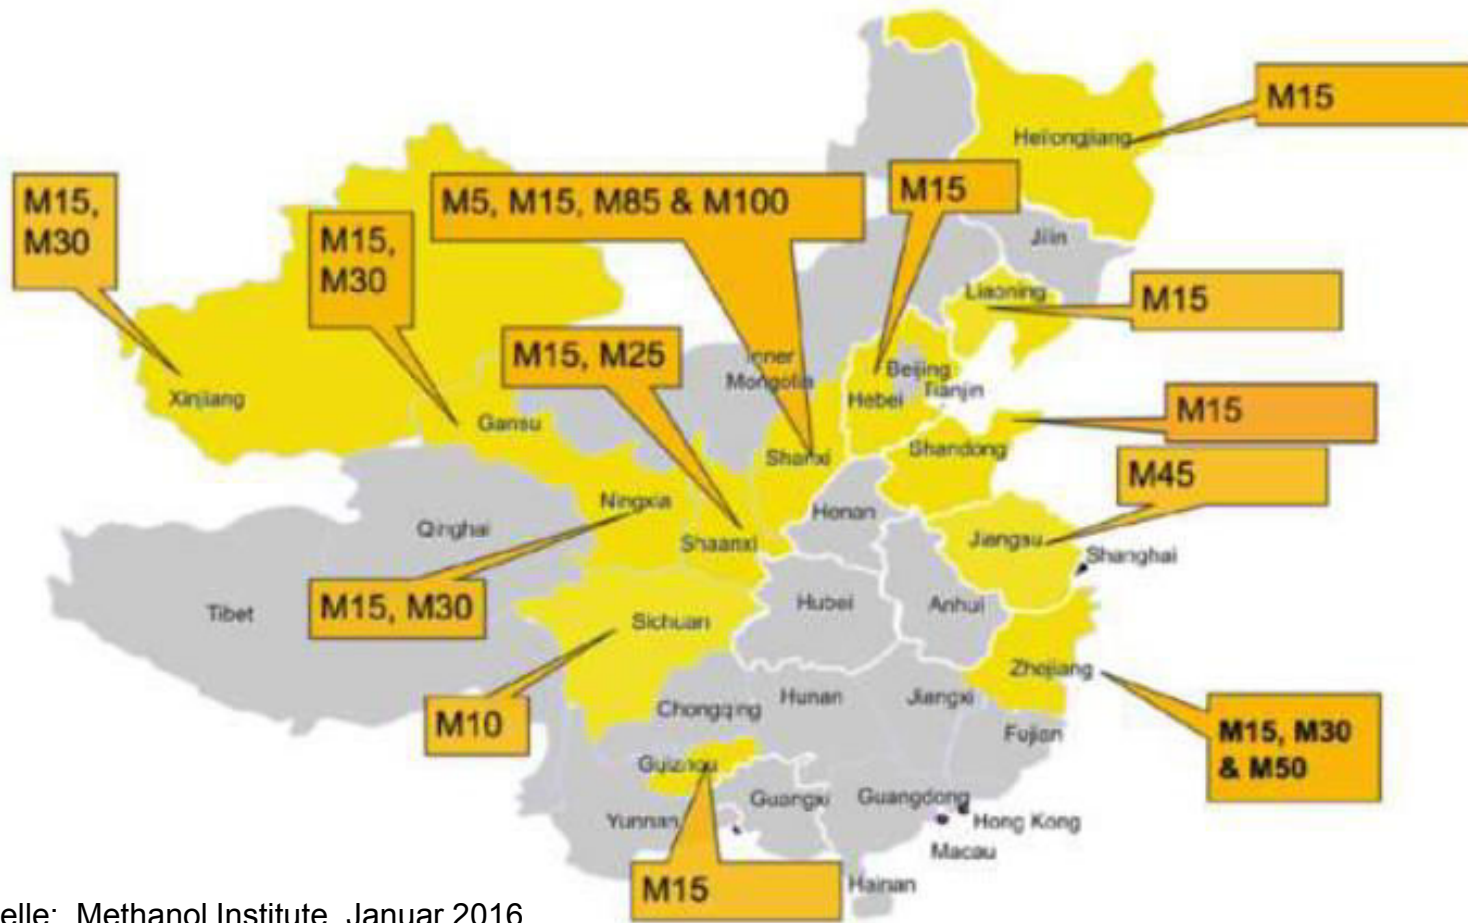 M15
Heilongjiang
M15,
M30
M5, M15, M85 & M100
M15
M15,
M30
Jilin
Liaoning
M15
M15, M25
Inner
Mongolia
Beijing
Tianjin
Xinjiang
Hebei
M15
Gansu
Shanxi
Shandong
M45
Ningxia
Honan
Qinghai
Shaanxi
Jiangsu
Shanghai
Tibet
M15, M30
Sichuan
Hubei
Anhui
Zhejiang
M10
Chongqing
Hunan
Jiangxi
Fujian
M15, M30
& M50
Guizhou
Guangxi
Guangdong
Yunnan
Hong Kong
Macau
M15
Hainan
elle: Methanol Institute, Januar 2016